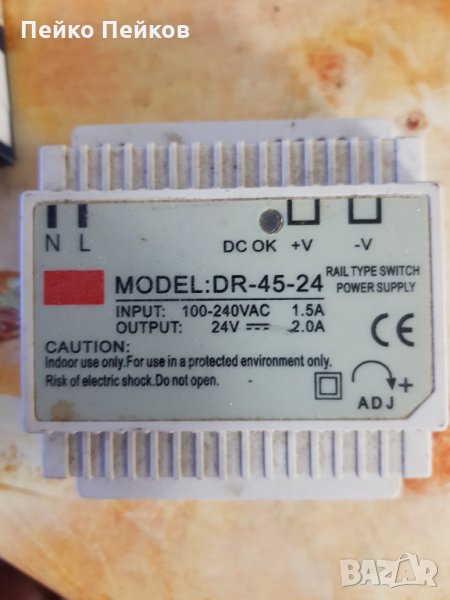 Пейко Пейков
N L
DC OK +V -V
MODEL:DR-45-24
RAIL TYPE SWITCH
POWER SUPPLY
INPUT: 100-240VAC 1.5A
OUTPUT: 24V 2.0A
CE
CAUTION:
Indoor use only.For use in a protected environment only.
Risk of electric shock.Do not open.
+
ADJ
BAZAR